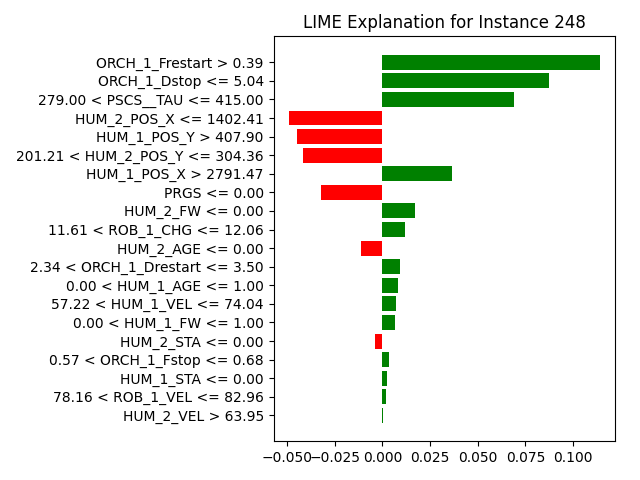 LIME Explanation for Instance 248
ORCH_1_Frestart > 0.39
ORCH_1_Dstop <= 5.04
279.00 < PSCS__TAU <= 415.00
HUM_2_POS_X <= 1402.41
HUM_1_POS_Y > 407.90
201.21 < HUM_2_POS_Y <= 304.36
HUM_1_POS_X > 2791.47
PRGS <= 0.00
HUM_2_FW <= 0.00
11.61 < ROB_1_CHG <= 12.06
HUM_2_AGE <= 0.00
2.34 < ORCH_1_Drestart <= 3.50
0.00 < HUM_1_AGE <= 1.00
57.22 < HUM_1_VEL <= 74.04
0.00 < HUM_1_FW <= 1.00
HUM_2_STA <= 0.00
0.57 < ORCH_1_Fstop <= 0.68
HUM_1_STA <= 0.00
78.16 < ROB_1_VEL <= 82.96
HUM_2_VEL > 63.95
−0.050 −0.025 0.000 0.025 0.050 0.075 0.100